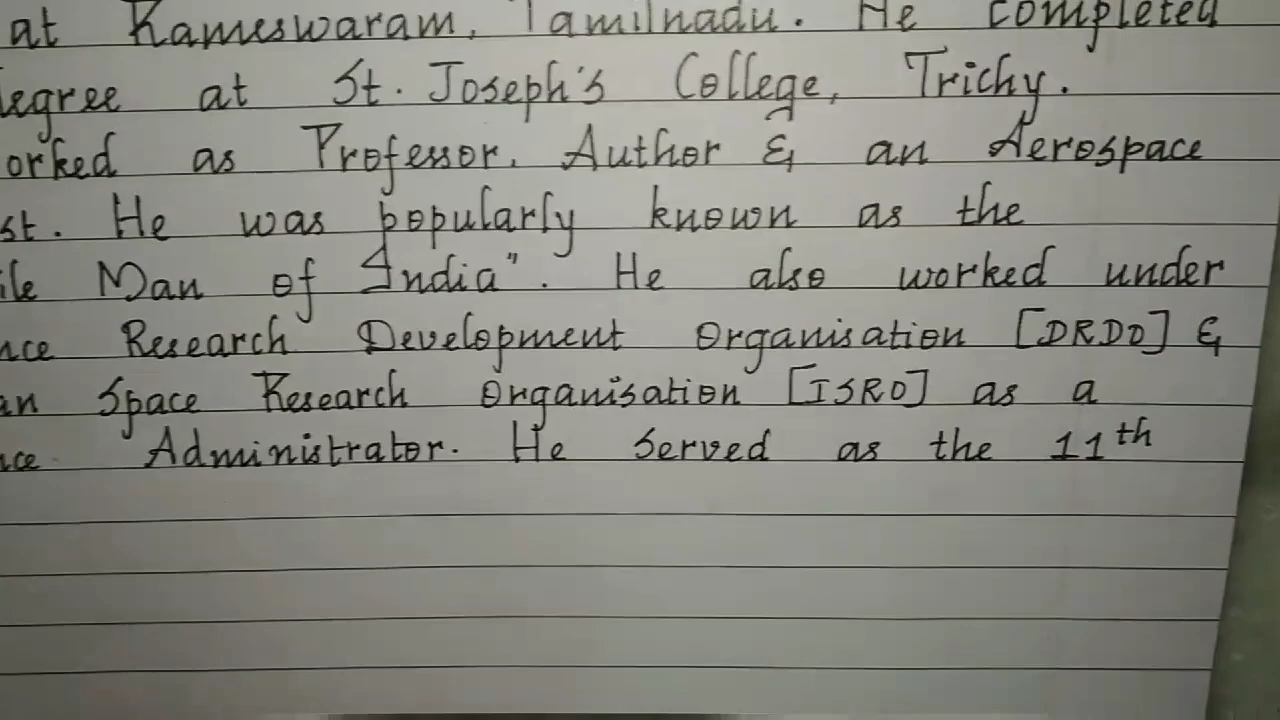 at Rameswaram, Tamilnadu. He completed
degree at St. Joseph's College, Trichy.
orked as Professor, Author & an Aerospace
st. He was popularly known as the
ile Man of India". He also worked under
nce Research Development Organisation [DRDO] &
an Space Research Organisation [ISRO] as a
nce Administrator. He served as the 11th